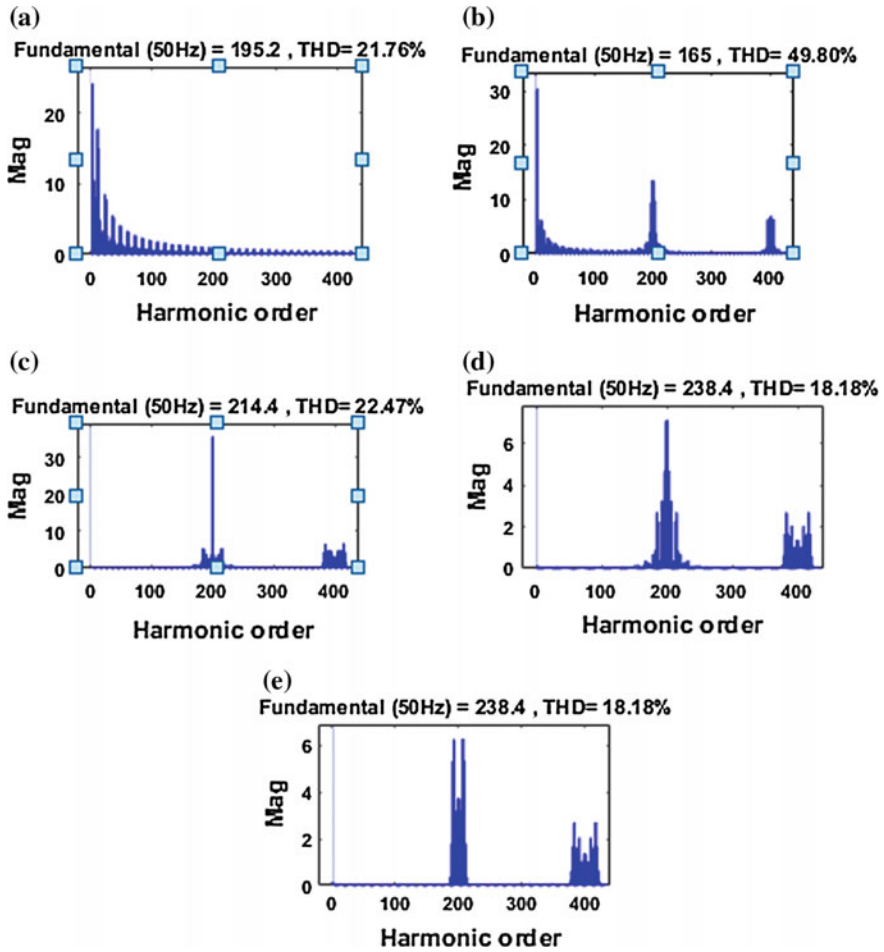 (a)
Fundamental (50Hz) = 195.2 , THD= 21.76%
20
10
0
Mag
0 100 200 300 400
Harmonic order
(b)
Fundamental (50Hz) = 165 , THD= 49.80%
30
20
10
0
Mag
0 100 200 300 400
Harmonic order
(c)
Fundamental (50Hz) = 214.4 , THD= 22.47%
30
20
10
0
Mag
0 100 200 300 400
Harmonic order
(d)
Fundamental (50Hz) = 238.4 , THD= 18.18%
6
4
2
0
Mag
0 100 200 300 400
Harmonic order
(e)
Fundamental (50Hz) = 238.4 , THD= 18.18%
6
4
2
0
Mag
0 100 200 300 400
Harmonic order